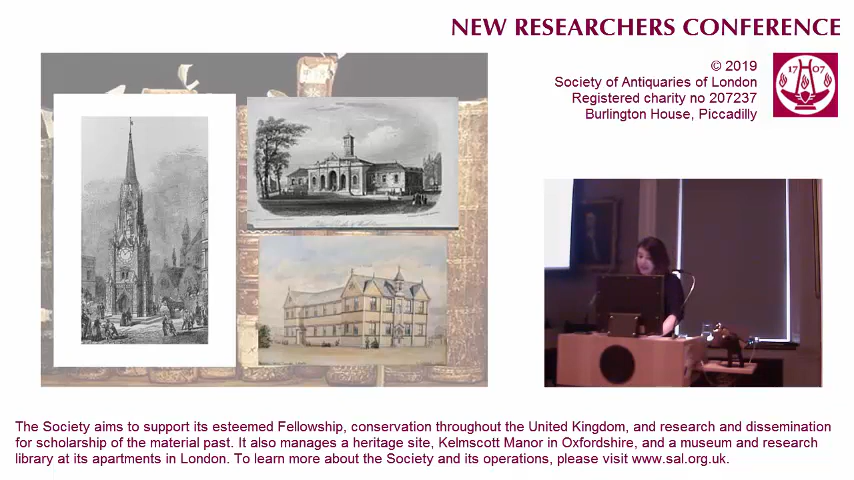 NEW RESEARCHERS CONFERENCE
© 2019
Society of Antiquaries of London
Registered charity no 207237
Burlington House, Piccadilly
1707
The Society aims to support its esteemed Fellowship, conservation throughout the United Kingdom, and research and dissemination
for scholarship of the material past. It also manages a heritage site, Kelmscott Manor in Oxfordshire, and a museum and research
library at its apartments in London. To learn more about the Society and its operations, please visit www.sal.org.uk.